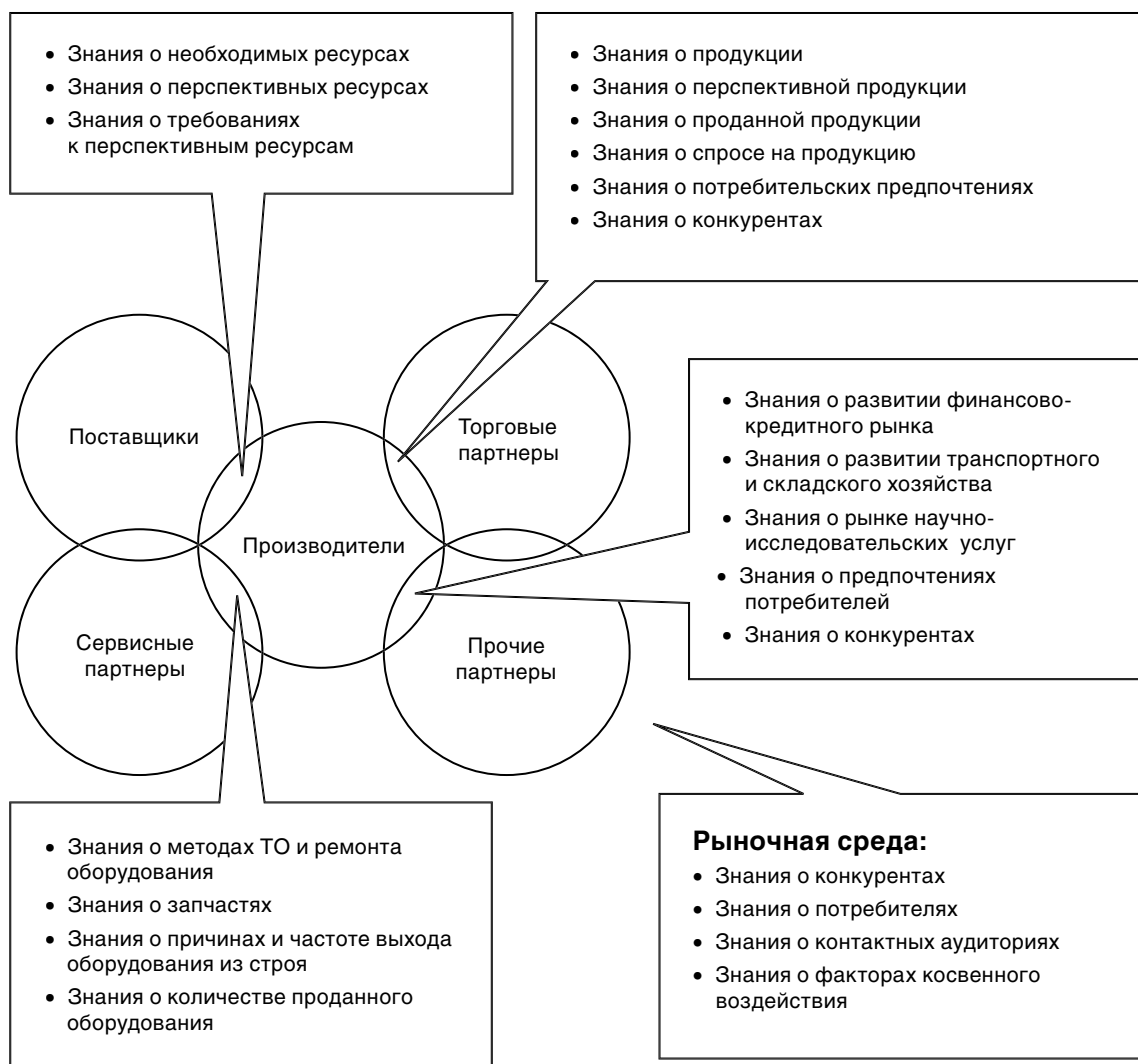 • Знания о необходимых ресурсах
• Знания о перспективных ресурсах
• Знания о требованиях
к перспективным ресурсам
• Знания о продукции
• Знания о перспективной продукции
• Знания о проданной продукции
• Знания о спросе на продукцию
• Знания о потребительских предпочтениях
• Знания о конкурентах
Поставщики
Торговые
партнеры
Производители
Сервисные
партнеры
Прочие
партнеры
• Знания о развитии финансово-
кредитного рынка
• Знания о развитии транспортного
и складского хозяйства
• Знания о рынке научно-
исследовательских услуг
• Знания о предпочтениях
потребителей
• Знания о конкурентах
• Знания о методах ТО и ремонта
оборудования
• Знания о запчастях
• Знания о причинах и частоте выхода
оборудования из строя
• Знания о количестве проданного
оборудования
Рыночная среда:
• Знания о конкурентах
• Знания о потребителях
• Знания о контактных аудиториях
• Знания о факторах косвенного
воздействия